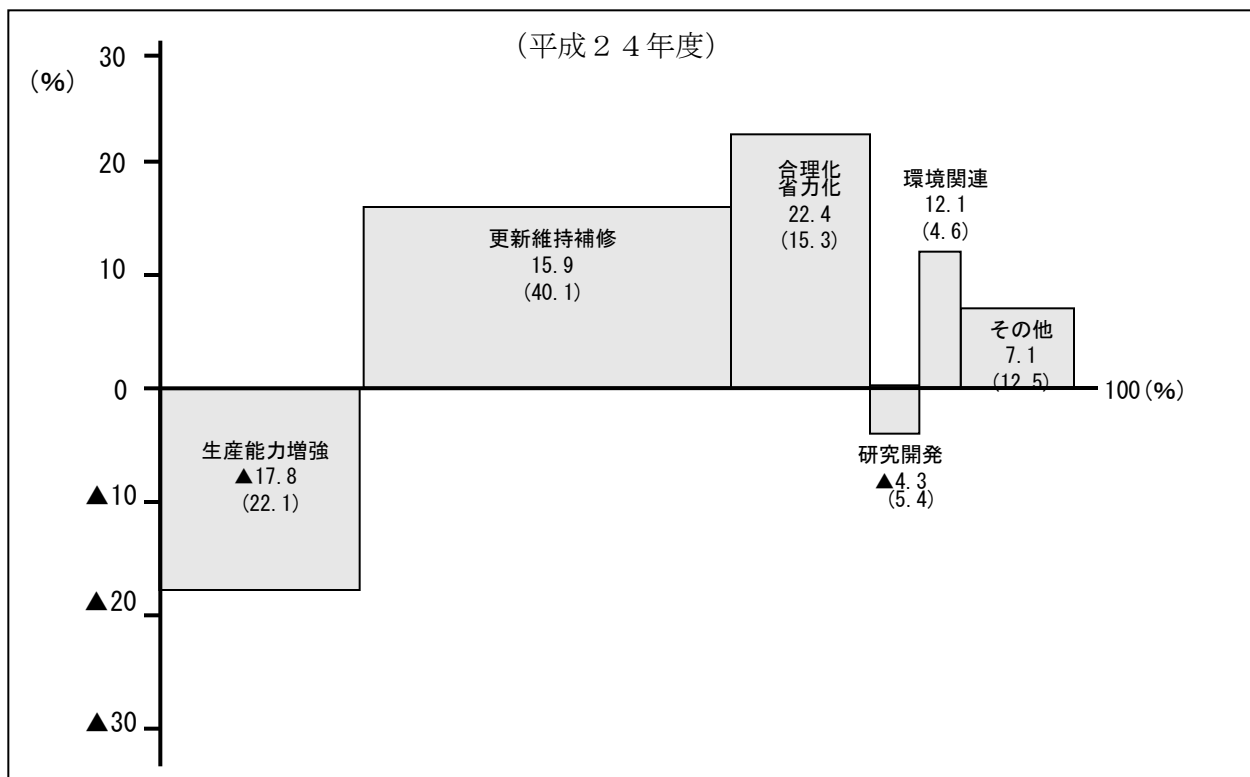 （平成２４年度）
(%)
30
20
10
0
▲10
▲20
▲30
生産能力増強
▲17.8
(22.1)
更新維持補修
15.9
(40.1)
合理化
省力化
22.4
(15.3)
研究開発
▲4.3
(5.4)
環境関連
12.1
(4.6)
その他
7.1
(12.5)
100(%)